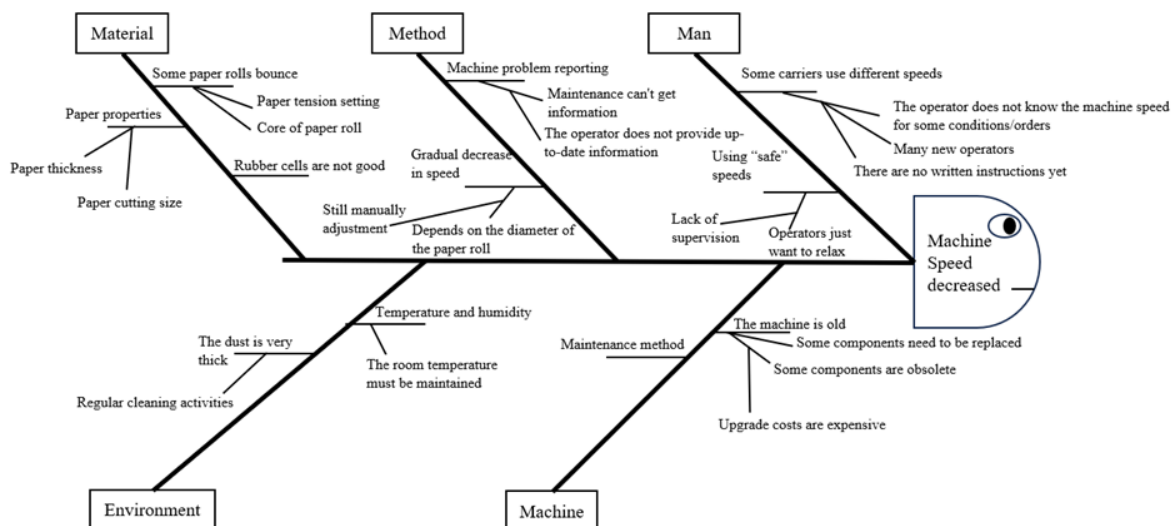 Material
Method
Man
Some paper rolls bounce
Paper tension setting
Core of paper roll
Paper properties
Paper thickness
Paper cutting size
Rubber cells are not good
Machine problem reporting
Maintenance can't get
information
The operator does not provide up-
to-date information
Gradual decrease
in speed
Still manually
adjustment
Depends on the diameter of
the paper roll
Some carriers use different speeds
The operator does not know the machine speed
for some conditions/orders
Many new operators
There are no written instructions yet
Using “safe”
speeds
Lack of
supervision
Operators just
want to relax
Machine
Speed
decreased
Temperature and humidity
The room temperature
must be maintained
The dust is very
thick
Regular cleaning activities
The machine is old
Some components need to be replaced
Some components are obsolete
Upgrade costs are expensive
Maintenance method
Environment
Machine